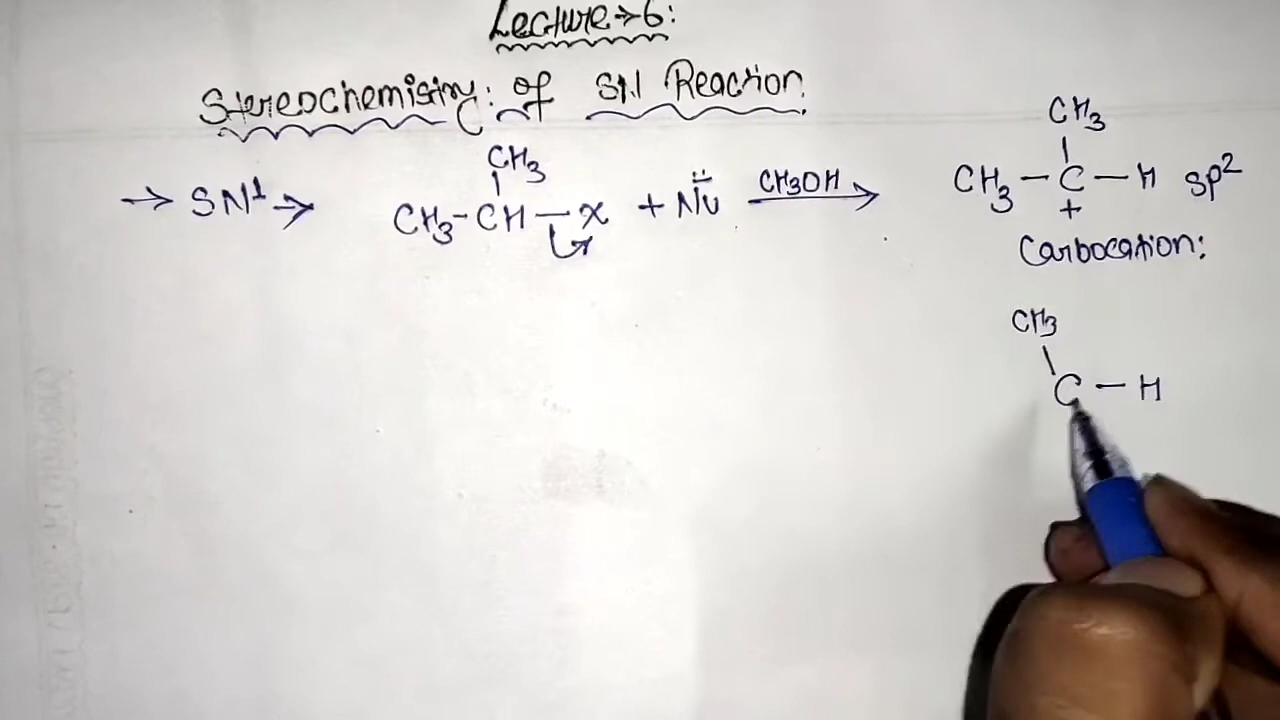 Lecture → 6:
Stereochemistry: of SN1 Reaction.
CH3
→ SN1 → CH3-CH-X + Nu CH3OH →
CH3
CH3-C-H sp2
+
Carbocation:
CH3
C-H